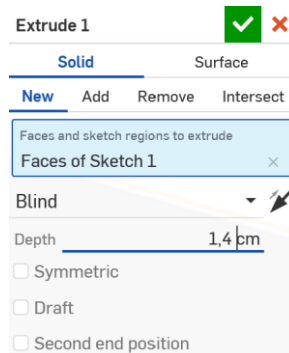 Extrude 1
Solid Surface
New Add Remove Intersect
Faces and sketch regions to extrude
Faces of Sketch 1
Blind
Depth 1,4 cm
Symmetric
Draft
Second end position